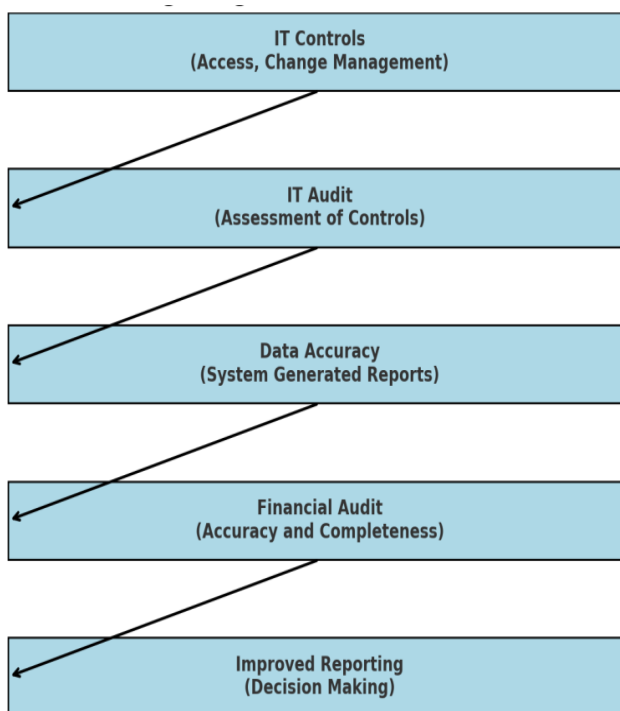 IT Controls
(Access, Change Management)
IT Audit
(Assessment of Controls)
Data Accuracy
(System Generated Reports)
Financial Audit
(Accuracy and Completeness)
Improved Reporting
(Decision Making)